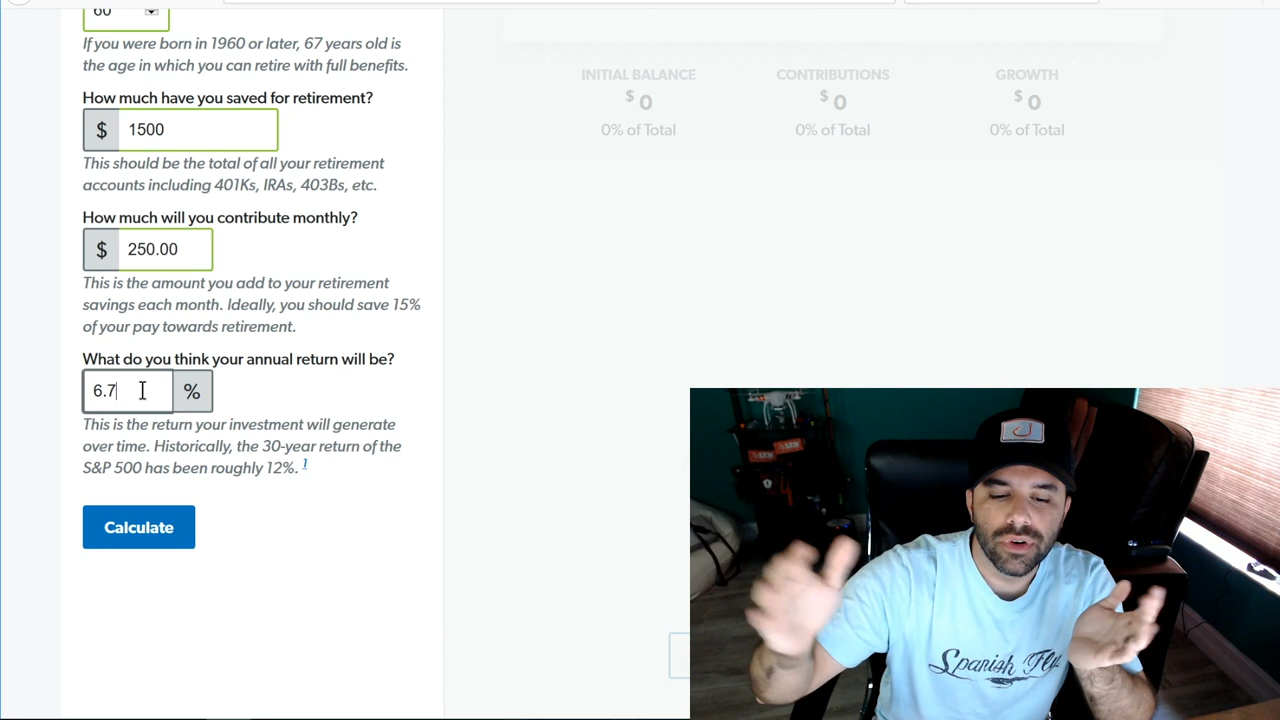 60
If you were born in 1960 or later, 67 years old is
the age in which you can retire with full benefits.
How much have you saved for retirement?
$ 1500
This should be the total of all your retirement
accounts including 401Ks, IRAs, 403Bs, etc.
How much will you contribute monthly?
$ 250.00
This is the amount you add to your retirement
savings each month. Ideally, you should save 15%
of your pay towards retirement.
What do you think your annual return will be?
6.7 %
This is the return your investment will generate
over time. Historically, the 30-year return of the
S&P 500 has been roughly 12%. 1
Calculate
INITIAL BALANCE CONTRIBUTIONS GROWTH
$ 0 $ 0 $ 0
0% of Total 0% of Total 0% of Total
Spanish Fly